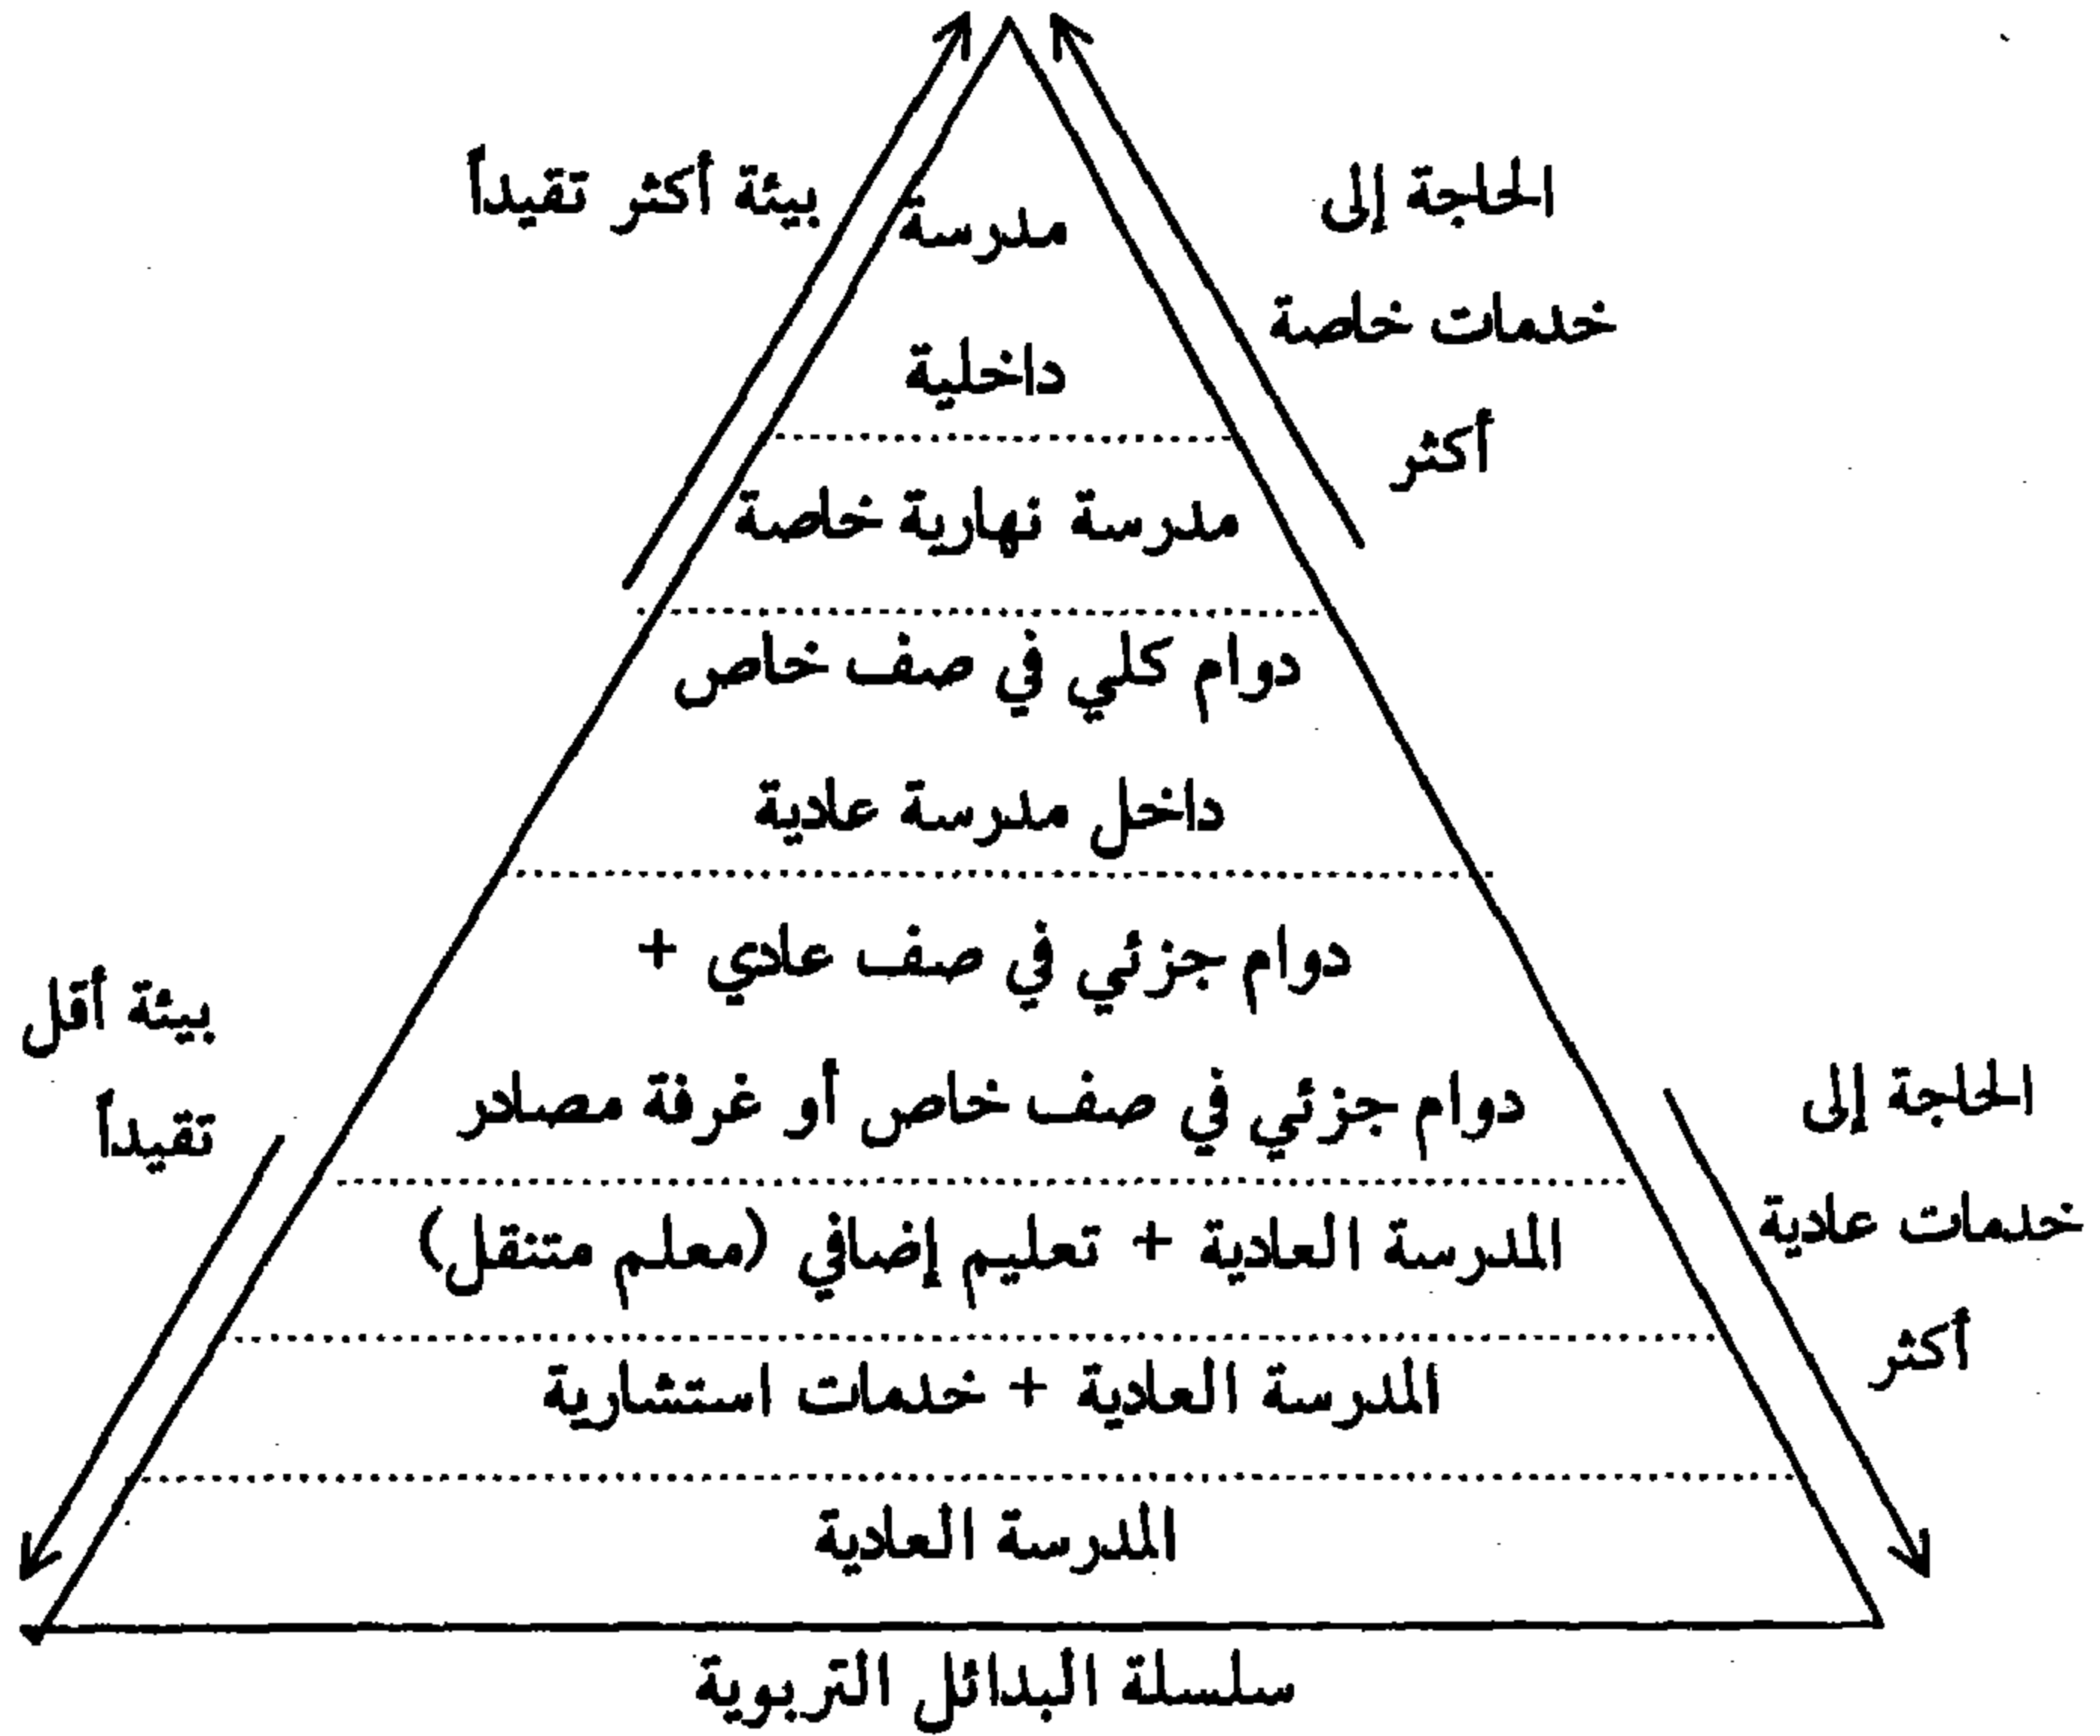 بيئة أكثر تقيداً
الحاجة إلى
خدمات خاصة
أكثر
مدرسة
داخلية
مدرسة نهارية خاصة
دوام كلي في صف خاص
داخل مدرسة عادية
دوام جزئي في صف عادي +
دوام جزئي في صف خاص أو غرفة مصادر
المدرسة العادية + تعليم إضافي (معلم متنقل)
المدرسة العادية + خدمات استشارية
المدرسة العادية
الحاجة إلى
خدمات عادية
أكثر
بيئة أقل
تقيداً
سلسلة البدائل التربوية